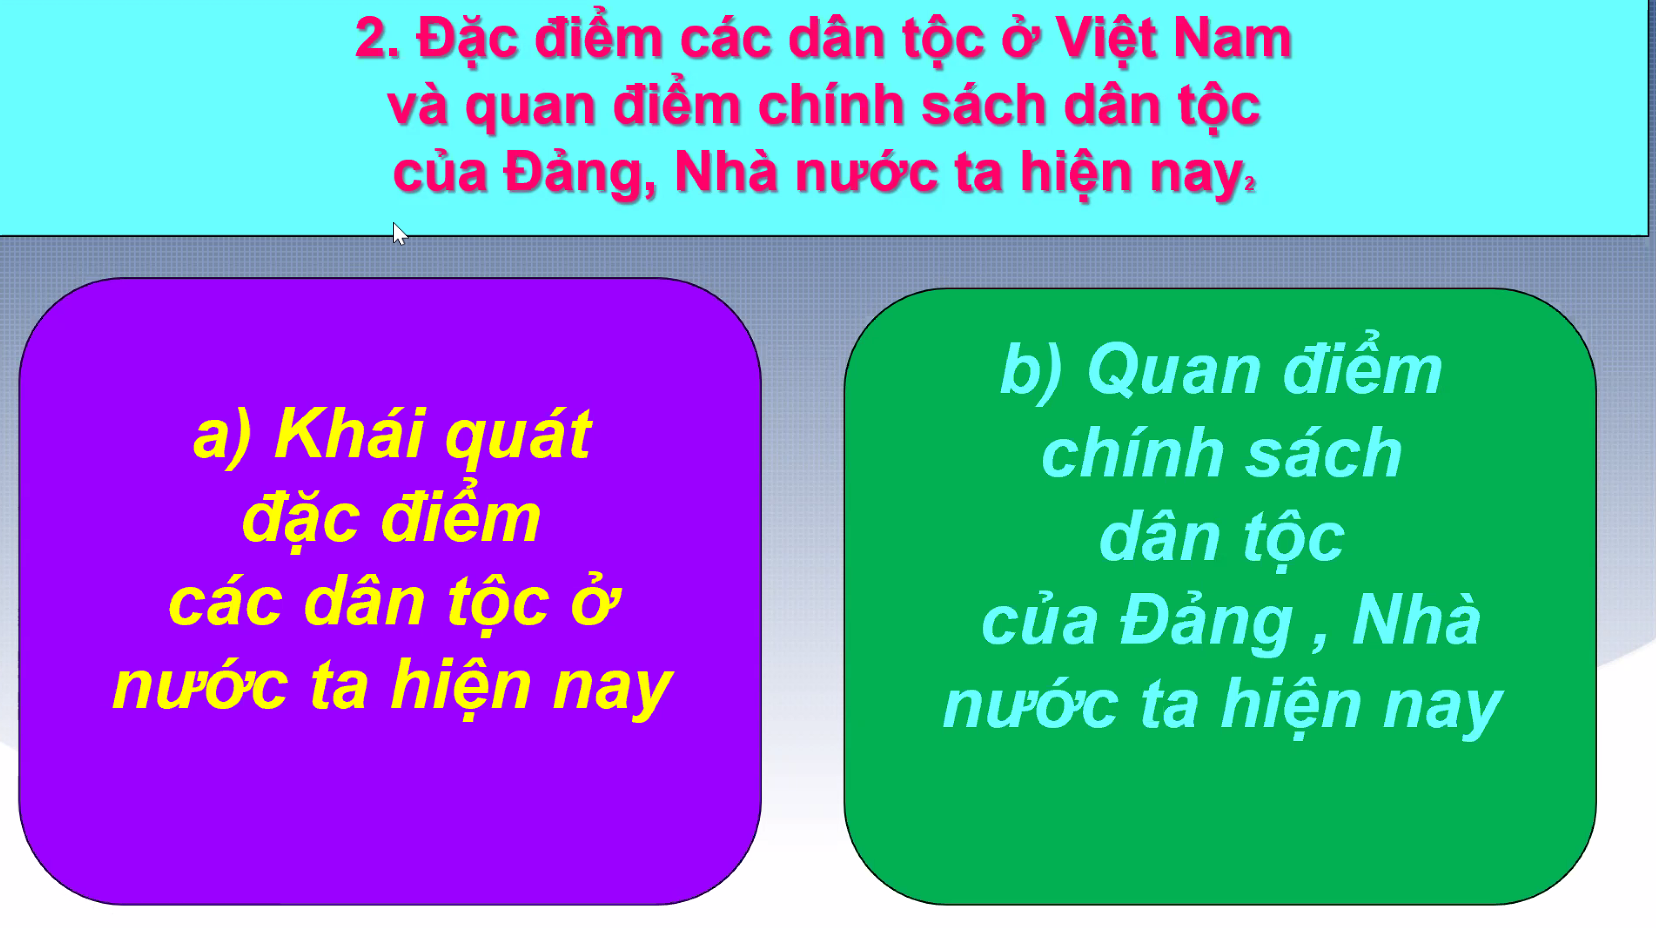 2. Đặc điểm các dân tộc ở Việt Nam
và quan điểm chính sách dân tộc
của Đảng, Nhà nước ta hiện nay2
a) Khái quát
đặc điểm
các dân tộc ở
nước ta hiện nay
b) Quan điểm
chính sách
dân tộc
của Đảng , Nhà
nước ta hiện nay